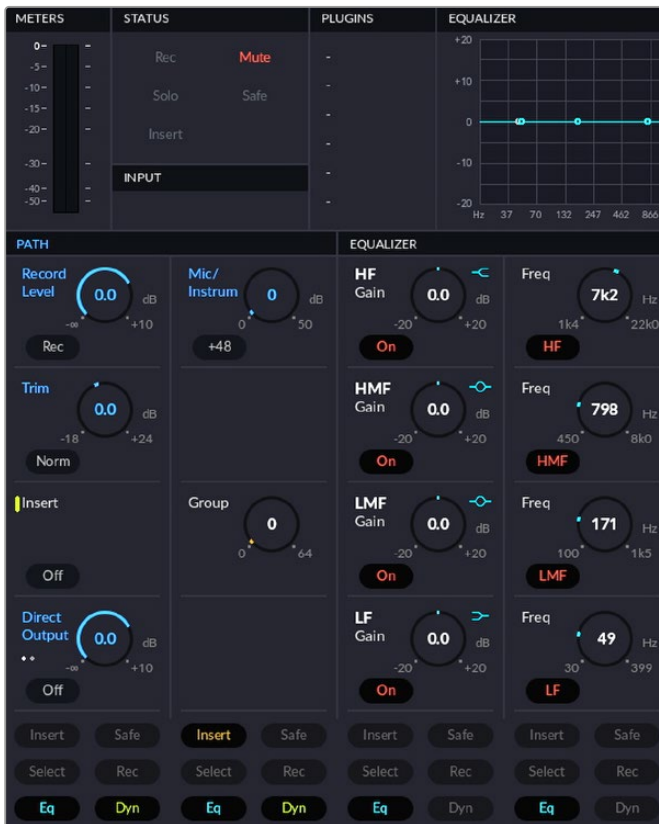 METERS STATUS PLUGINS EQUALIZER
0- -
-5- -
-10- -
-15- -
-20- -
-30- -
-40- -
-50- -
Rec Mute
Solo Safe
Insert
INPUT
-
-
-
-
-
-
+20
+10
0
-10
-20
Hz 37 70 132 247 462 866
PATH EQUALIZER
Record Level 0.0 dB
-∞ +10
Rec
Mic/ Instrum 0 dB
0 50
+48
HF Gain 0.0 dB
-20 +20
On
Freq 7k2 Hz
1k4 22k0
HF
Trim 0.0 dB
-18 +24
Norm
HMF Gain 0.0 dB
-20 +20
On
Freq 798 Hz
450 8k0
HMF
Insert
Off
Group 0
0 64
LMF Gain 0.0 dB
-20 +20
On
Freq 171 Hz
100 1k5
LMF
Direct Output 0.0 dB
-∞ +10
Off
LF Gain 0.0 dB
-20 +20
On
Freq 49 Hz
30 399
LF
Insert Safe Insert Safe Insert Safe Insert Safe
Select Rec Select Rec Select Rec Select Rec
Eq Dyn Eq Dyn Eq Dyn Eq Dyn